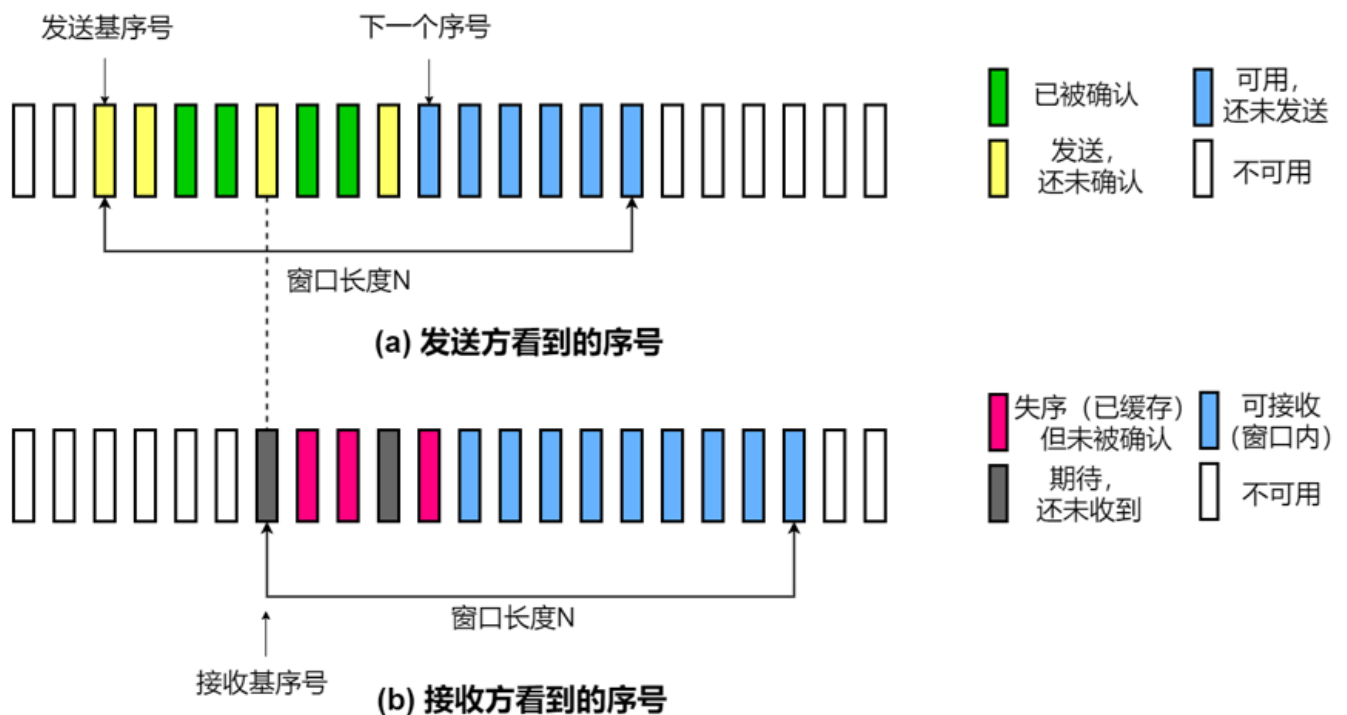 发送基序号
下一个序号
已被确认
可用，
还未发送
发送，
还未确认
不可用
窗口长度N
(a) 发送方看到的序号
失序（已缓存）
但未被确认
可接收
（窗口内）
期待，
还未收到
不可用
窗口长度N
接收基序号
(b) 接收方看到的序号